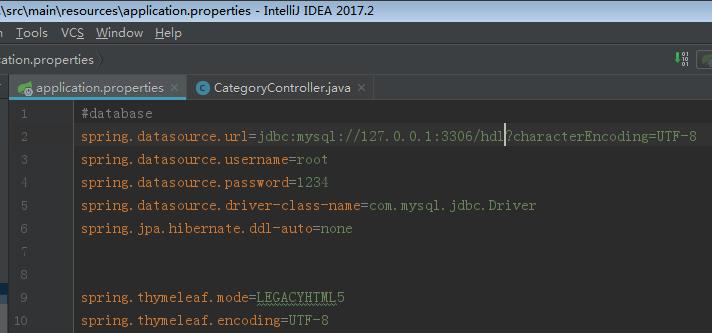 \src\main\resources\application.properties - IntelliJ IDEA 2017.2
Tools VCS Window Help
cation.properties
application.properties CategoryController.java
1 #database
2 spring.datasource.url=jdbc:mysql://127.0.0.1:3306/hdl?characterEncoding=UTF-8
3 spring.datasource.username=root
4 spring.datasource.password=1234
5 spring.datasource.driver-class-name=com.mysql.jdbc.Driver
6 spring.jpa.hibernate.ddl-auto=none
7
8
9 spring.thymeleaf.mode=LEGACYHTML5
10 spring.thymeleaf.encoding=UTF-8